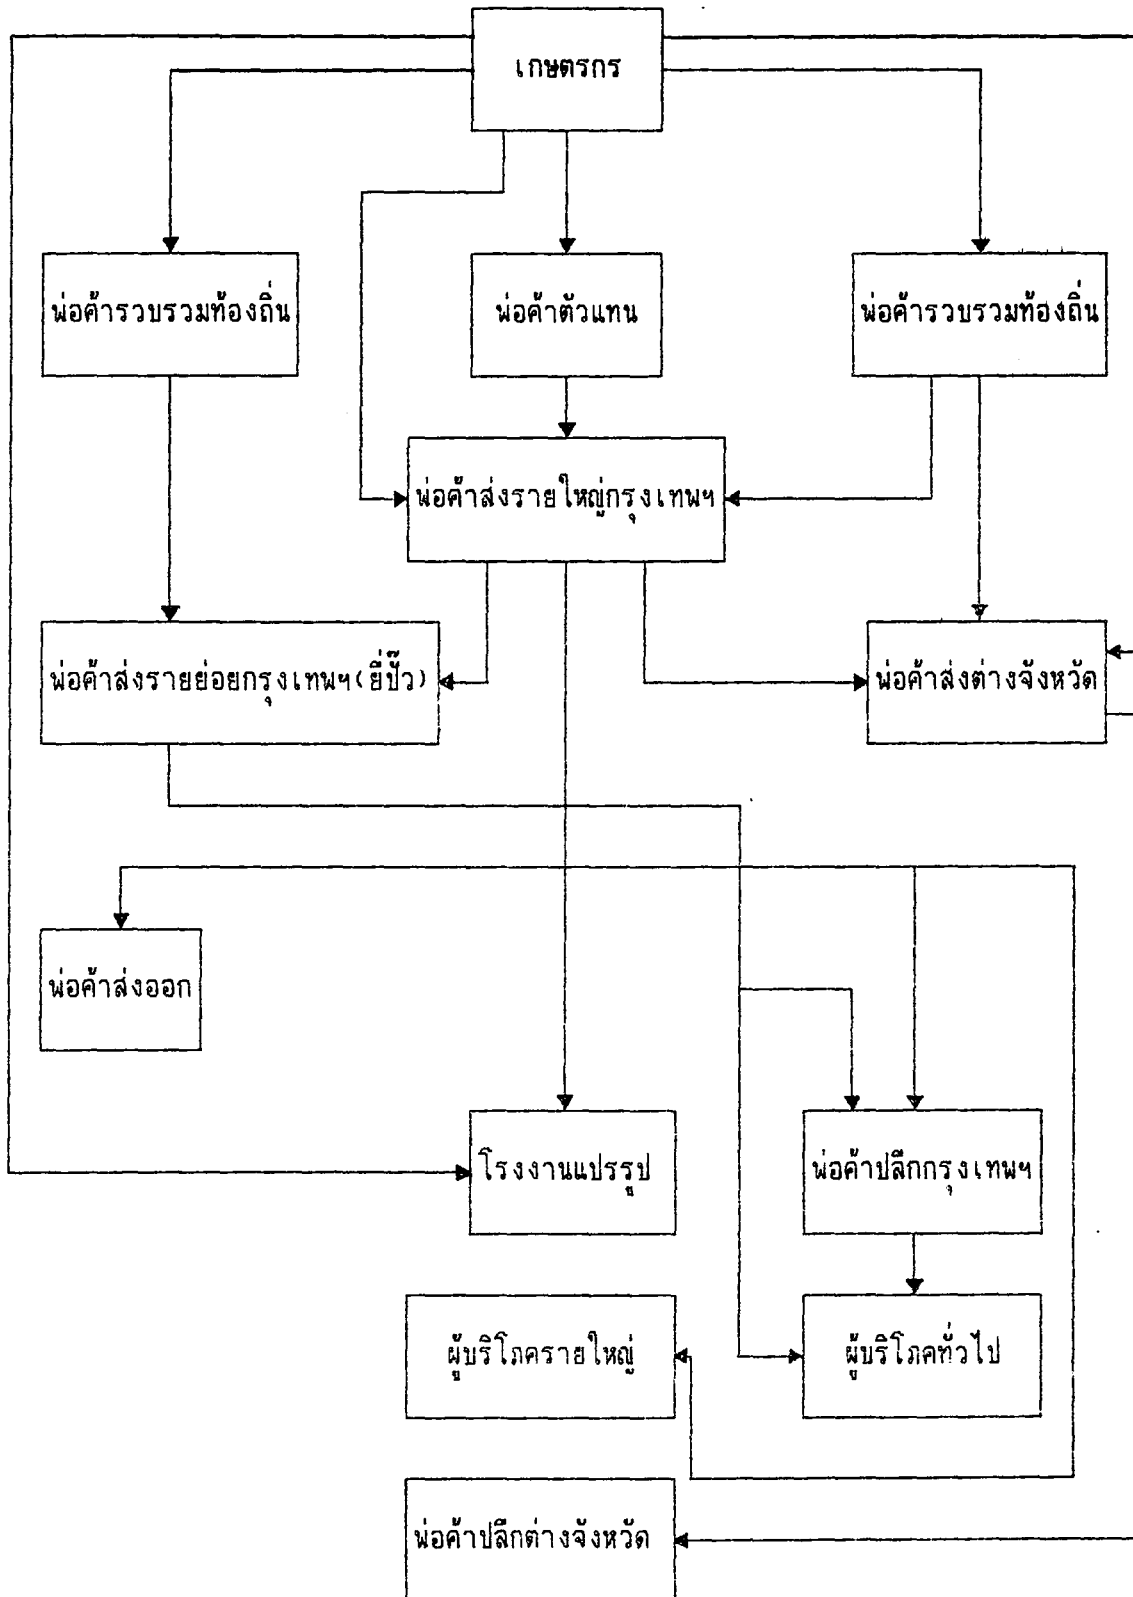 เกษตรกร
พ่อค้ารวบรวมท้องถิ่น
พ่อค้าตัวแทน
พ่อค้ารวบรวมท้องถิ่น
พ่อค้าส่งรายใหญ่กรุงเทพฯ
พ่อค้าส่งรายย่อยกรุงเทพฯ(ยี่ปั๊ว)
พ่อค้าส่งต่างจังหวัด
พ่อค้าส่งออก
โรงงานแปรรูป
พ่อค้าปลีกกรุงเทพฯ
ผู้บริโภครายใหญ่
ผู้บริโภคทั่วไป
พ่อค้าปลีกต่างจังหวัด